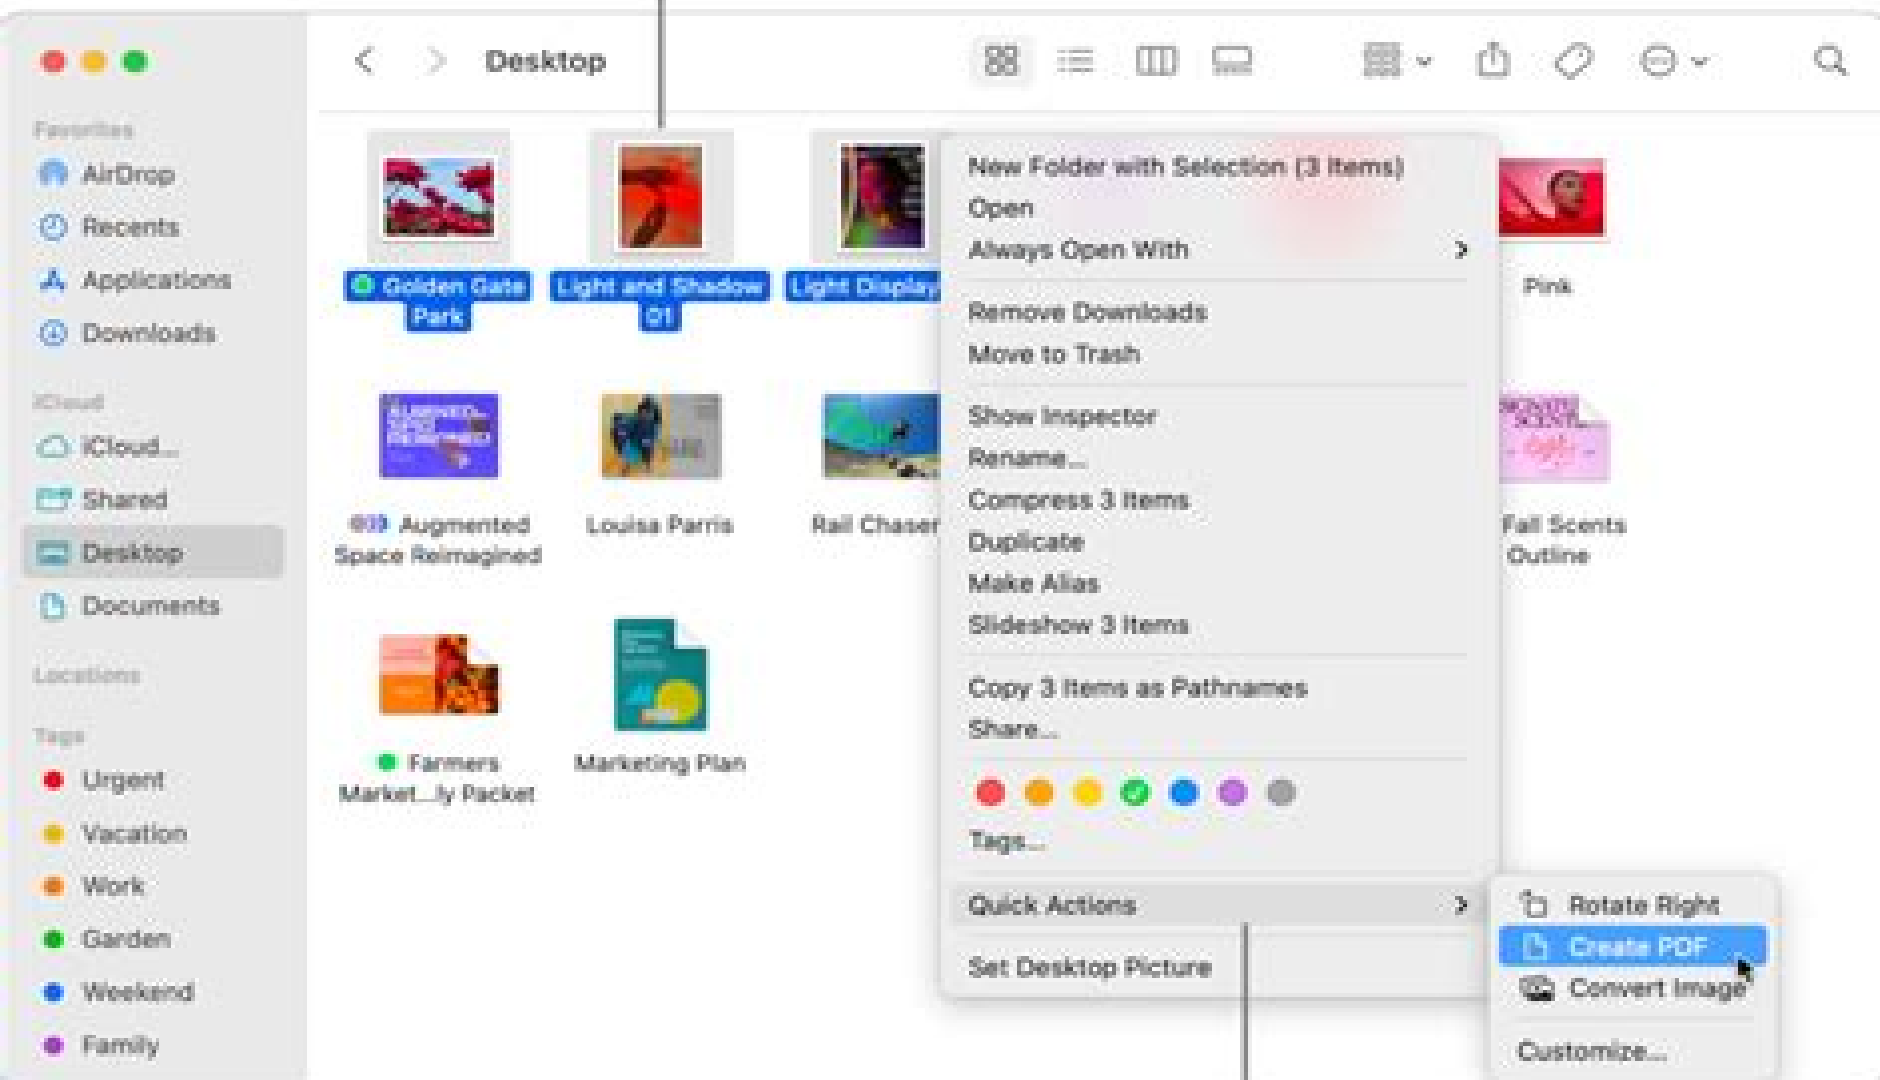 Desktop
Favorites
AirDrop
Recents
Applications
Downloads
iCloud
iCloud...
Shared
Desktop
Documents
Locations
Tags
Urgent
Vacation
Work
Garden
Weekend
Family
Golden Gate
Park
Light and Shadow
01
Light Display
Pink
Augmented
Space Reimagined
Louisa Parris
Rail Chaser
Fall Scents
Outline
Farmers
Market...ly Packet
Marketing Plan
New Folder with Selection (3 Items)
Open
Always Open With
Remove Downloads
Move to Trash
Show Inspector
Rename...
Compress 3 Items
Duplicate
Make Alias
Slideshow 3 Items
Copy 3 Items as Pathnames
Share...
Tags...
Quick Actions
Set Desktop Picture
Rotate Right
Create PDF
Convert Image
Customize...